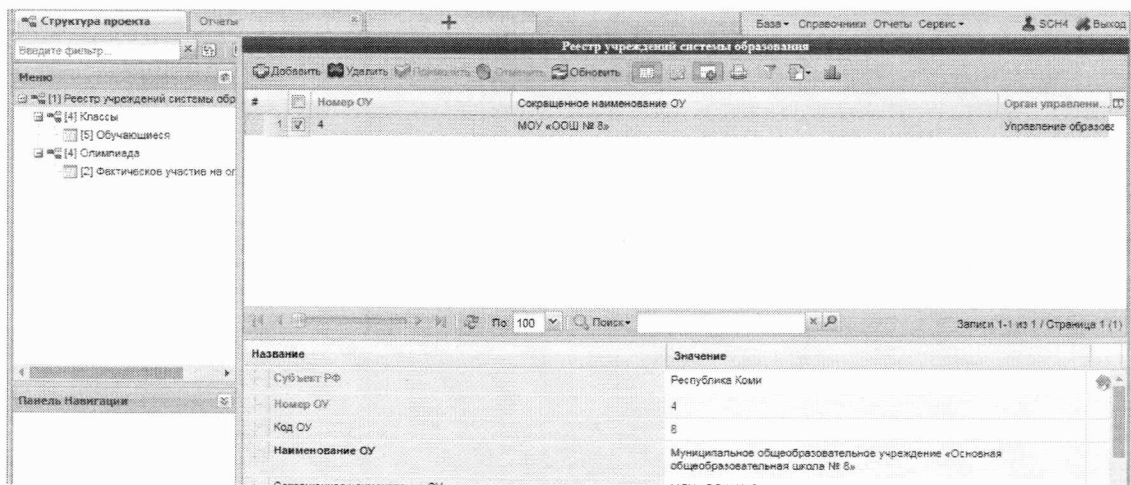 Структура проекта Отчеты База Справочники Отчеты Сервис SCH4 Выход
Введите фильтр...
Реестр учреждений системы образования
Меню
Добавить Удалить Применить Отменить Обновить
[1] Реестр учреждений системы обр
[4] Классы
[5] Обучающиеся
[4] Олимпиада
[2] Фактическое участие на ол
# Номер ОУ Сокращенное наименование ОУ Орган управлени...
1 4 МОУ «ООШ № 8» Управление образова
По 100 Поиск Записи 1-1 из 1 / Страница 1 (1)
Панель Навигации
Название Значение
Субъект РФ Республика Коми
Номер ОУ 4
Код ОУ 8
Наименование ОУ Муниципальное общеобразовательное учреждение «Основная
общеобразовательная школа № 8»